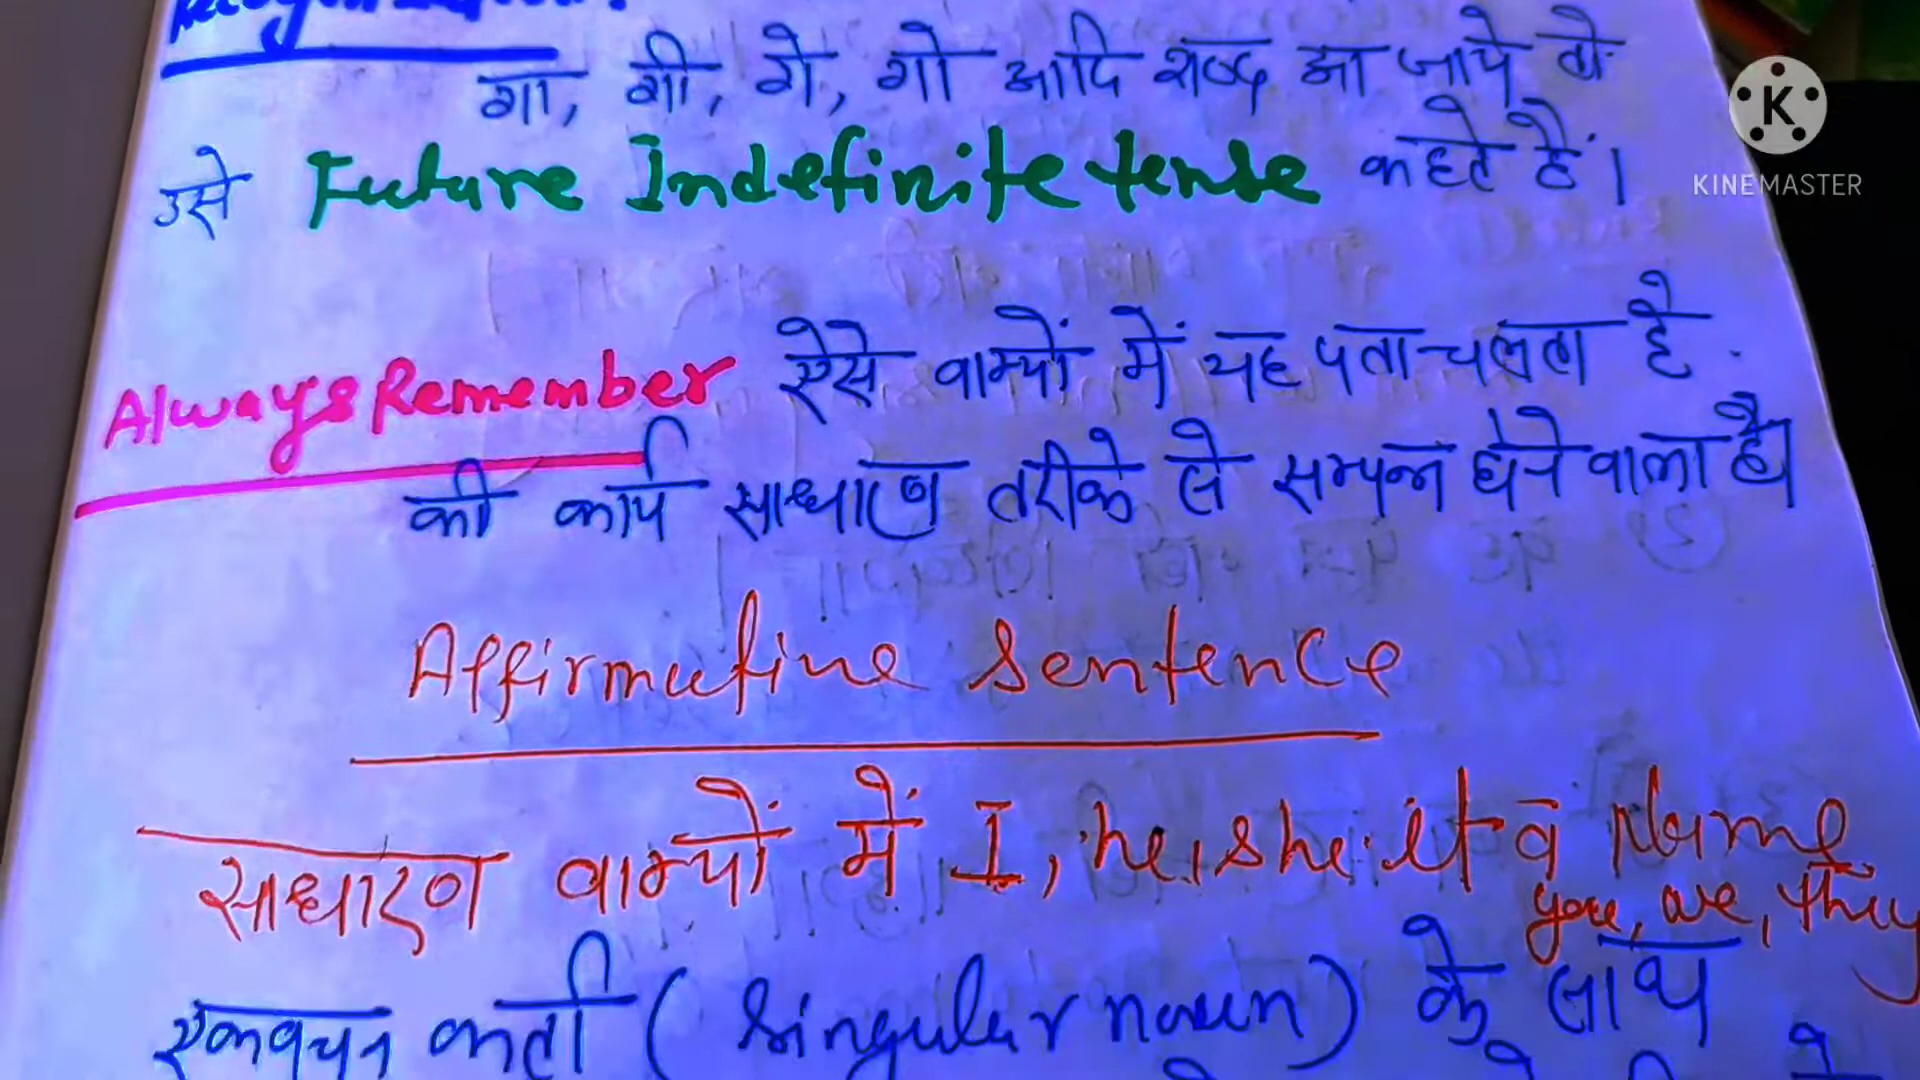 Recognization:
गा, गी, गे, गो आदि शब्द आ जाये तो
उसे Future Indefinite tense कहते हैं।
Always Remember ऐसे वाक्यों में यह पता चलता है
की कार्य साधारण तरीके से सम्पन्न होने वाला है।
Affirmative Sentence
साधारण वाक्यों में I, he, she, it व Name
you, we, they
एकवचन कर्ता (Singular noun) के साथ
K
KINEMASTER